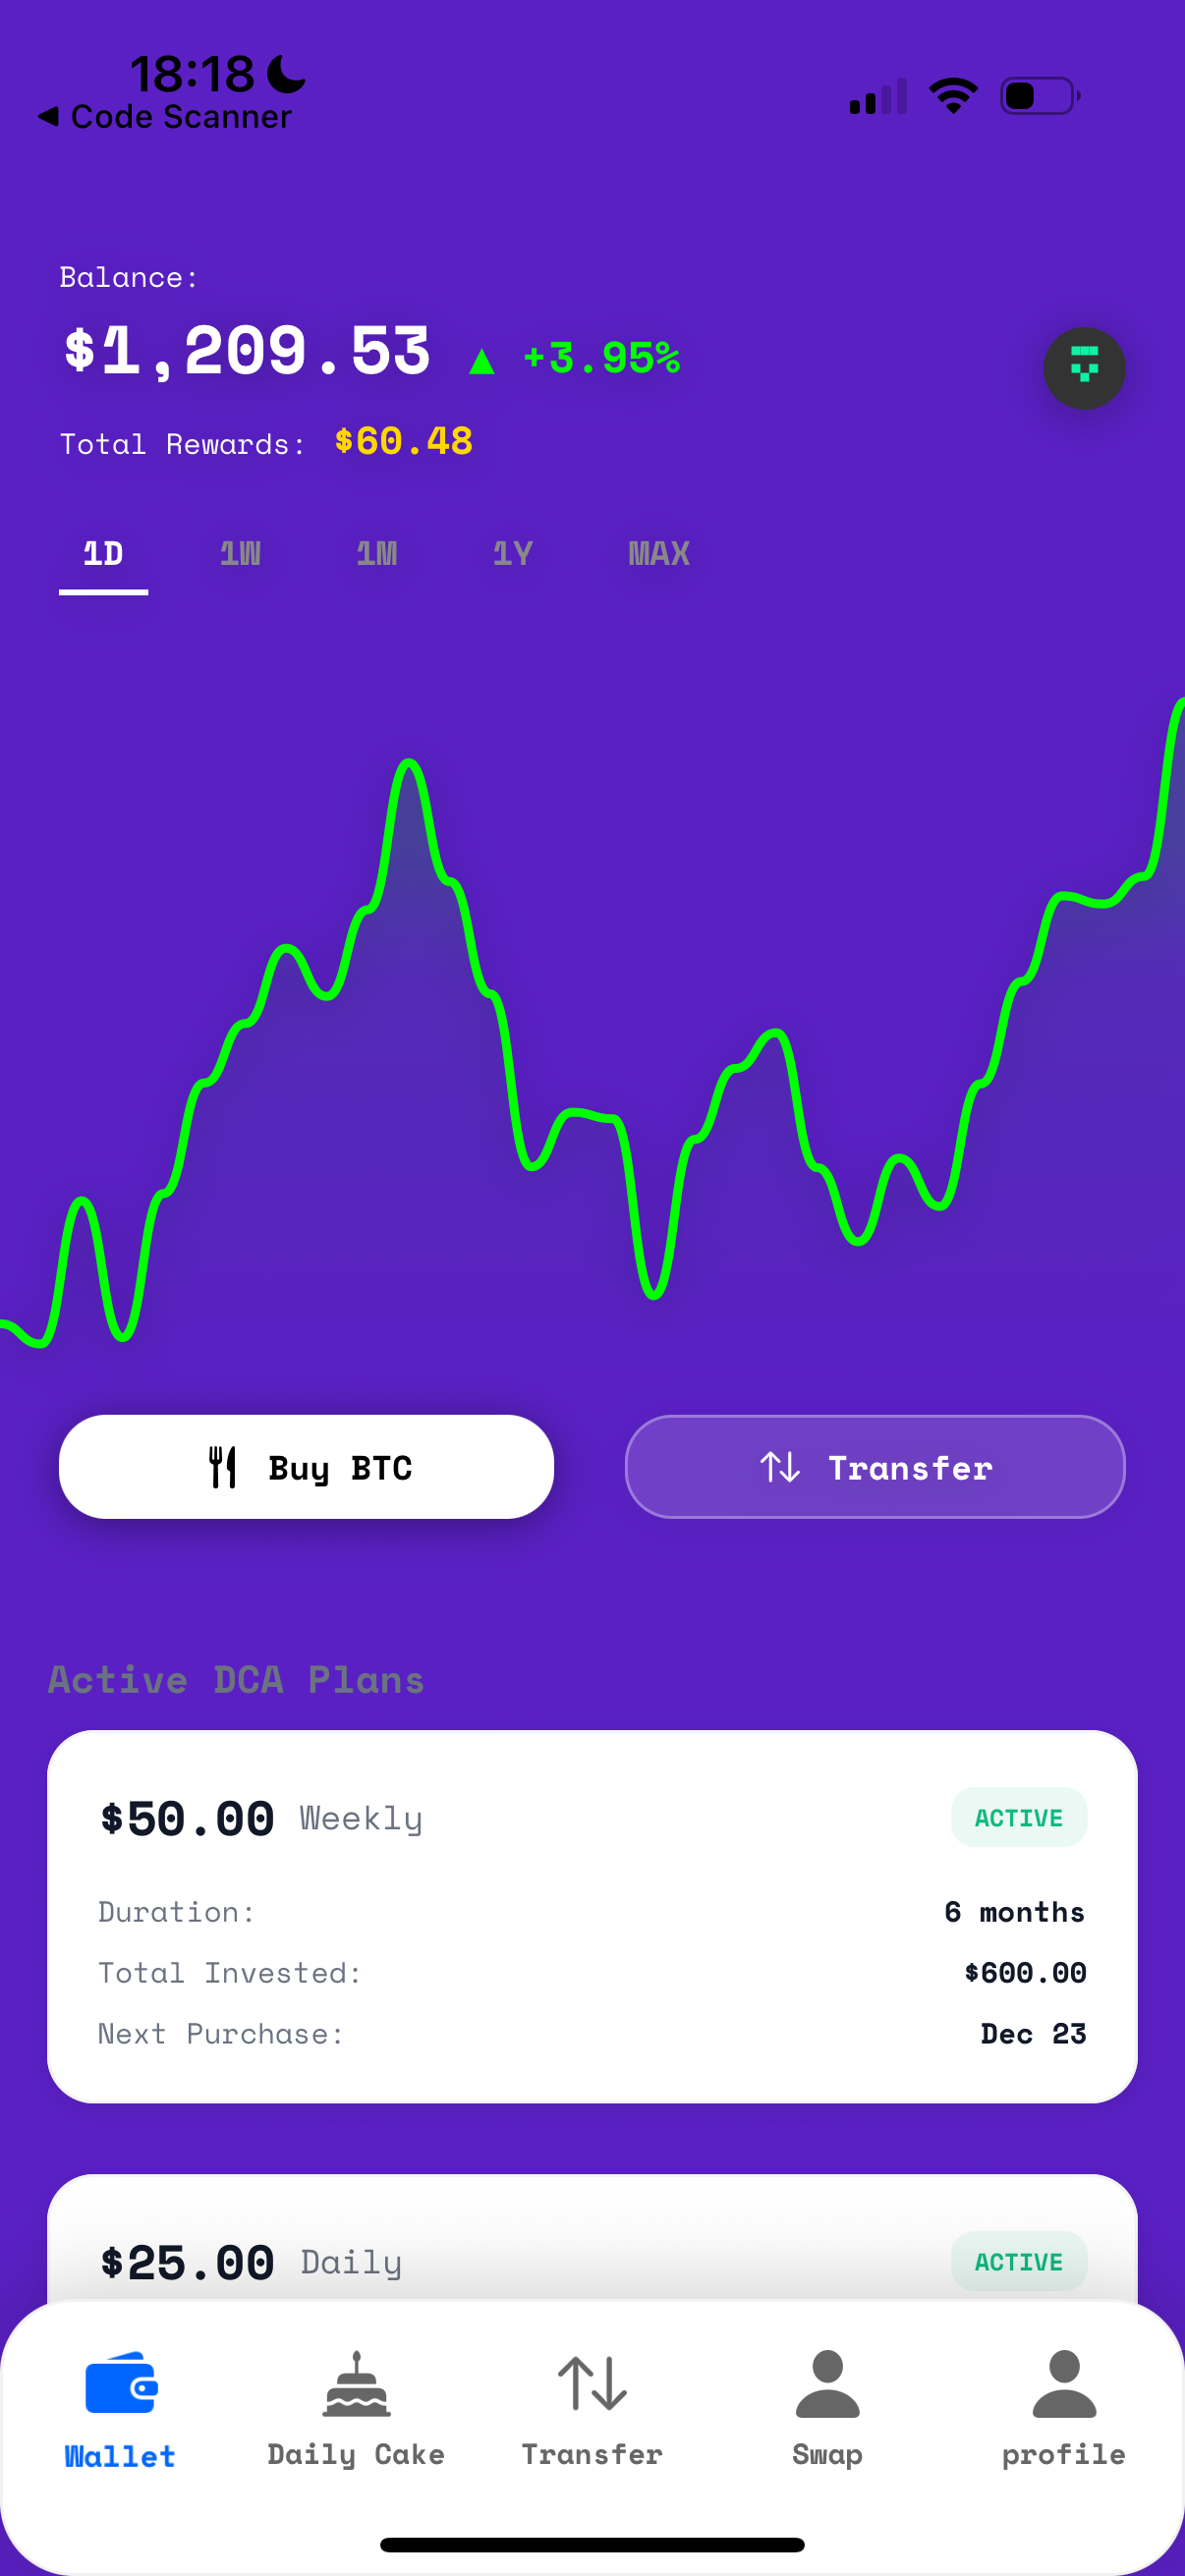 18:18
◀ Code Scanner
Balance:
$1,209.53 ▲ +3.95%
Total Rewards: $60.48
1D 1W 1M 1Y MAX
Buy BTC
Transfer
Active DCA Plans
$50.00 Weekly ACTIVE
Duration: 6 months
Total Invested: $600.00
Next Purchase: Dec 23
$25.00 Daily ACTIVE
Wallet Daily Cake Transfer Swap profile